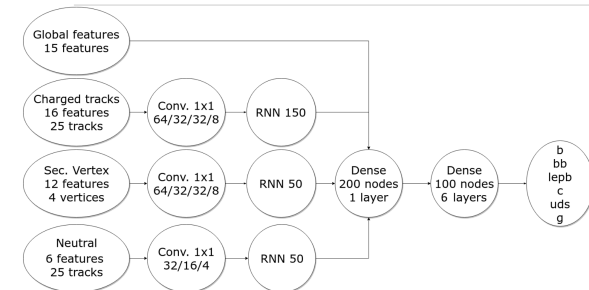 Global features
15 features
Charged tracks
16 features
25 tracks
Conv. 1x1
64/32/32/8
RNN 150
Sec. Vertex
12 features
4 vertices
Conv. 1x1
64/32/32/8
RNN 50
Dense
200 nodes
1 layer
Dense
100 nodes
6 layers
b
bb
lepb
c
uds
g
Neutral
6 features
25 tracks
Conv. 1x1
32/16/4
RNN 50